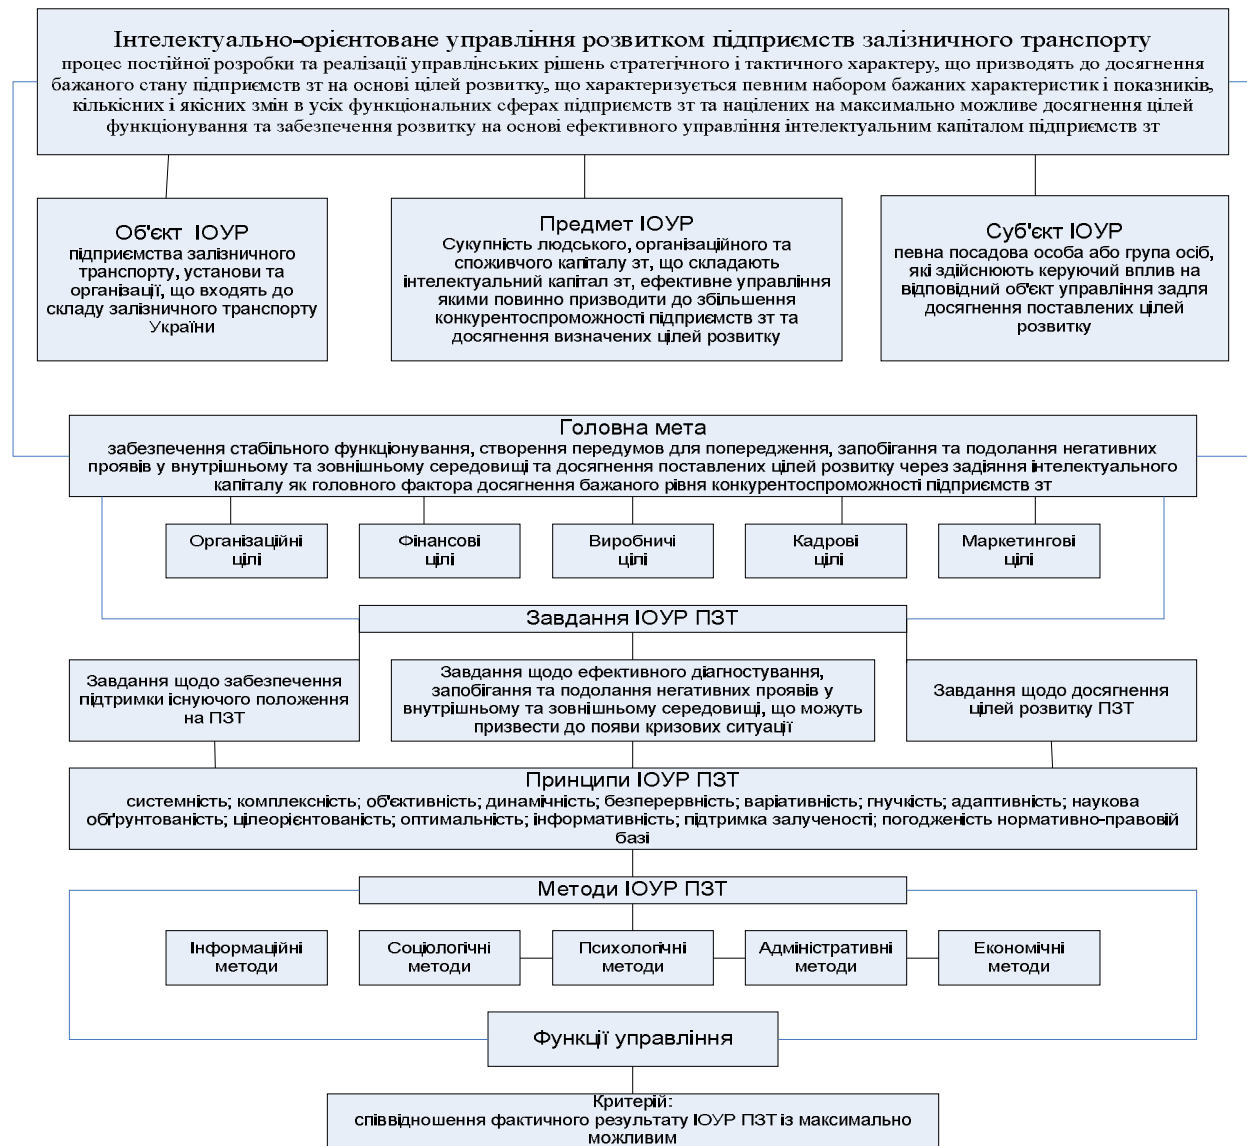 Інтелектуально-орієнтоване управління розвитком підприємств залізничного транспорту
процес постійної розробки та реалізації управлінських рішень стратегічного і тактичного характеру, що призводять до досягнення
бажаного стану підприємств зт на основі цілей розвитку, що характеризується певним набором бажаних характеристик і показників,
кількісних і якісних змін в усіх функціональних сферах підприємств зт та націлених на максимально можливе досягнення цілей
функціонування та забезпечення розвитку на основі ефективного управління інтелектуальним капіталом підприємств зт
Об'єкт ІОУР
підприємства залізничного
транспорту, установи та
організації, що входять до
складу залізничного транспорту
України
Предмет ІОУР
Сукупність людського, організаційного та
споживчого капіталу зт, що складають
інтелектуальний капітал зт, ефективне управління
якими повинно призводити до збільшення
конкурентоспроможності підприємств зт та
досягнення визначених цілей розвитку
Суб'єкт ІОУР
певна посадова особа або група осіб,
які здійснюють керуючий вплив на
відповідний об'єкт управління задля
досягнення поставлених цілей
розвитку
Головна мета
забезпечення стабільного функціонування, створення передумов для попередження, запобігання та подолання негативних
проявів у внутрішньому та зовнішньому середовищі та досягнення поставлених цілей розвитку через задіяння інтелектуального
капіталу як головного фактора досягнення бажаного рівня конкурентоспроможності підприємств зт
Організаційні
цілі
Фінансові
цілі
Виробничі
цілі
Кадрові
цілі
Маркетингові
цілі
Завдання ІОУР ПЗТ
Завдання щодо забезпечення
підтримки існуючого положення
на ПЗТ
Завдання щодо ефективного діагностування,
запобігання та подолання негативних проявів у
внутрішньому та зовнішньому середовищі, що можуть
призвести до появи кризових ситуації
Завдання щодо досягнення
цілей розвитку ПЗТ
Принципи ІОУР ПЗТ
системність; комплексність; об'єктивність; динамічність; безперервність; варіативність; гнучкість; адаптивність; наукова
обґрунтованість; цілеорієнтованість; оптимальність; інформативність; підтримка залученості; погодженість нормативно-правовій
базі
Методи ІОУР ПЗТ
Інформаційні
методи
Соціологічні
методи
Психологічні
методи
Адміністративні
методи
Економічні
методи
Функції управління
Критерій:
співвідношення фактичного результату ІОУР ПЗТ із максимально
можливим